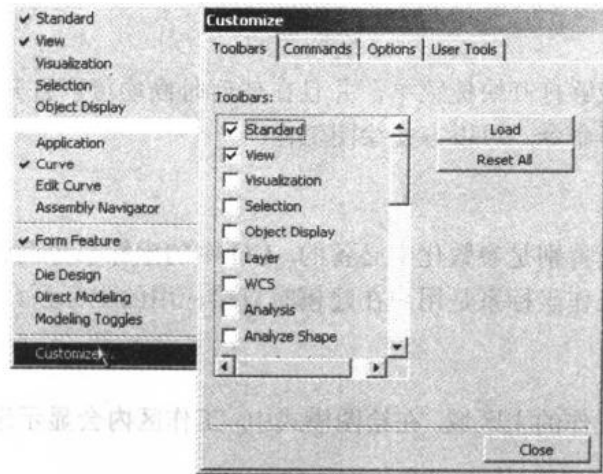 Standard
View
Visualization
Selection
Object Display
Application
Curve
Edit Curve
Assembly Navigator
Form Feature
Die Design
Direct Modeling
Modeling Toggles
Customize...
Customize
Toolbars
Commands
Options
User Tools
Toolbars:
Standard
View
Visualization
Selection
Object Display
Layer
WCS
Analysis
Analyze Shape
Load
Reset All
Close